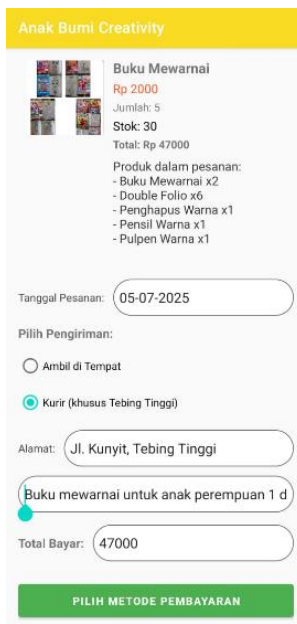 Anak Bumi Creativity
Buku Mewarnai
Rp 2000
Jumlah: 5
Stok: 30
Total: Rp 47000
Produk dalam pesanan:
- Buku Mewarnai x2
- Double Folio x6
- Penghapus Warna x1
- Pensil Warna x1
- Pulpen Warna x1
Tanggal Pesanan: 05-07-2025
Pilih Pengiriman:
Ambil di Tempat
Kurir (khusus Tebing Tinggi)
Alamat: Jl. Kunyit, Tebing Tinggi
Buku mewarnai untuk anak perempuan 1 d
Total Bayar: 47000
PILIH METODE PEMBAYARAN